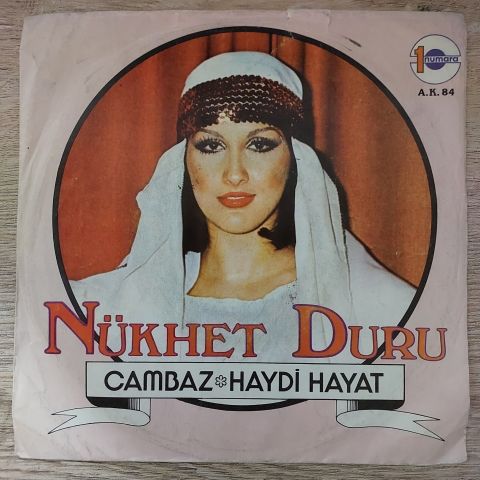 1 numara
A.K. 84
NÜKHET DURU
CAMBAZ * HAYDİ HAYAT